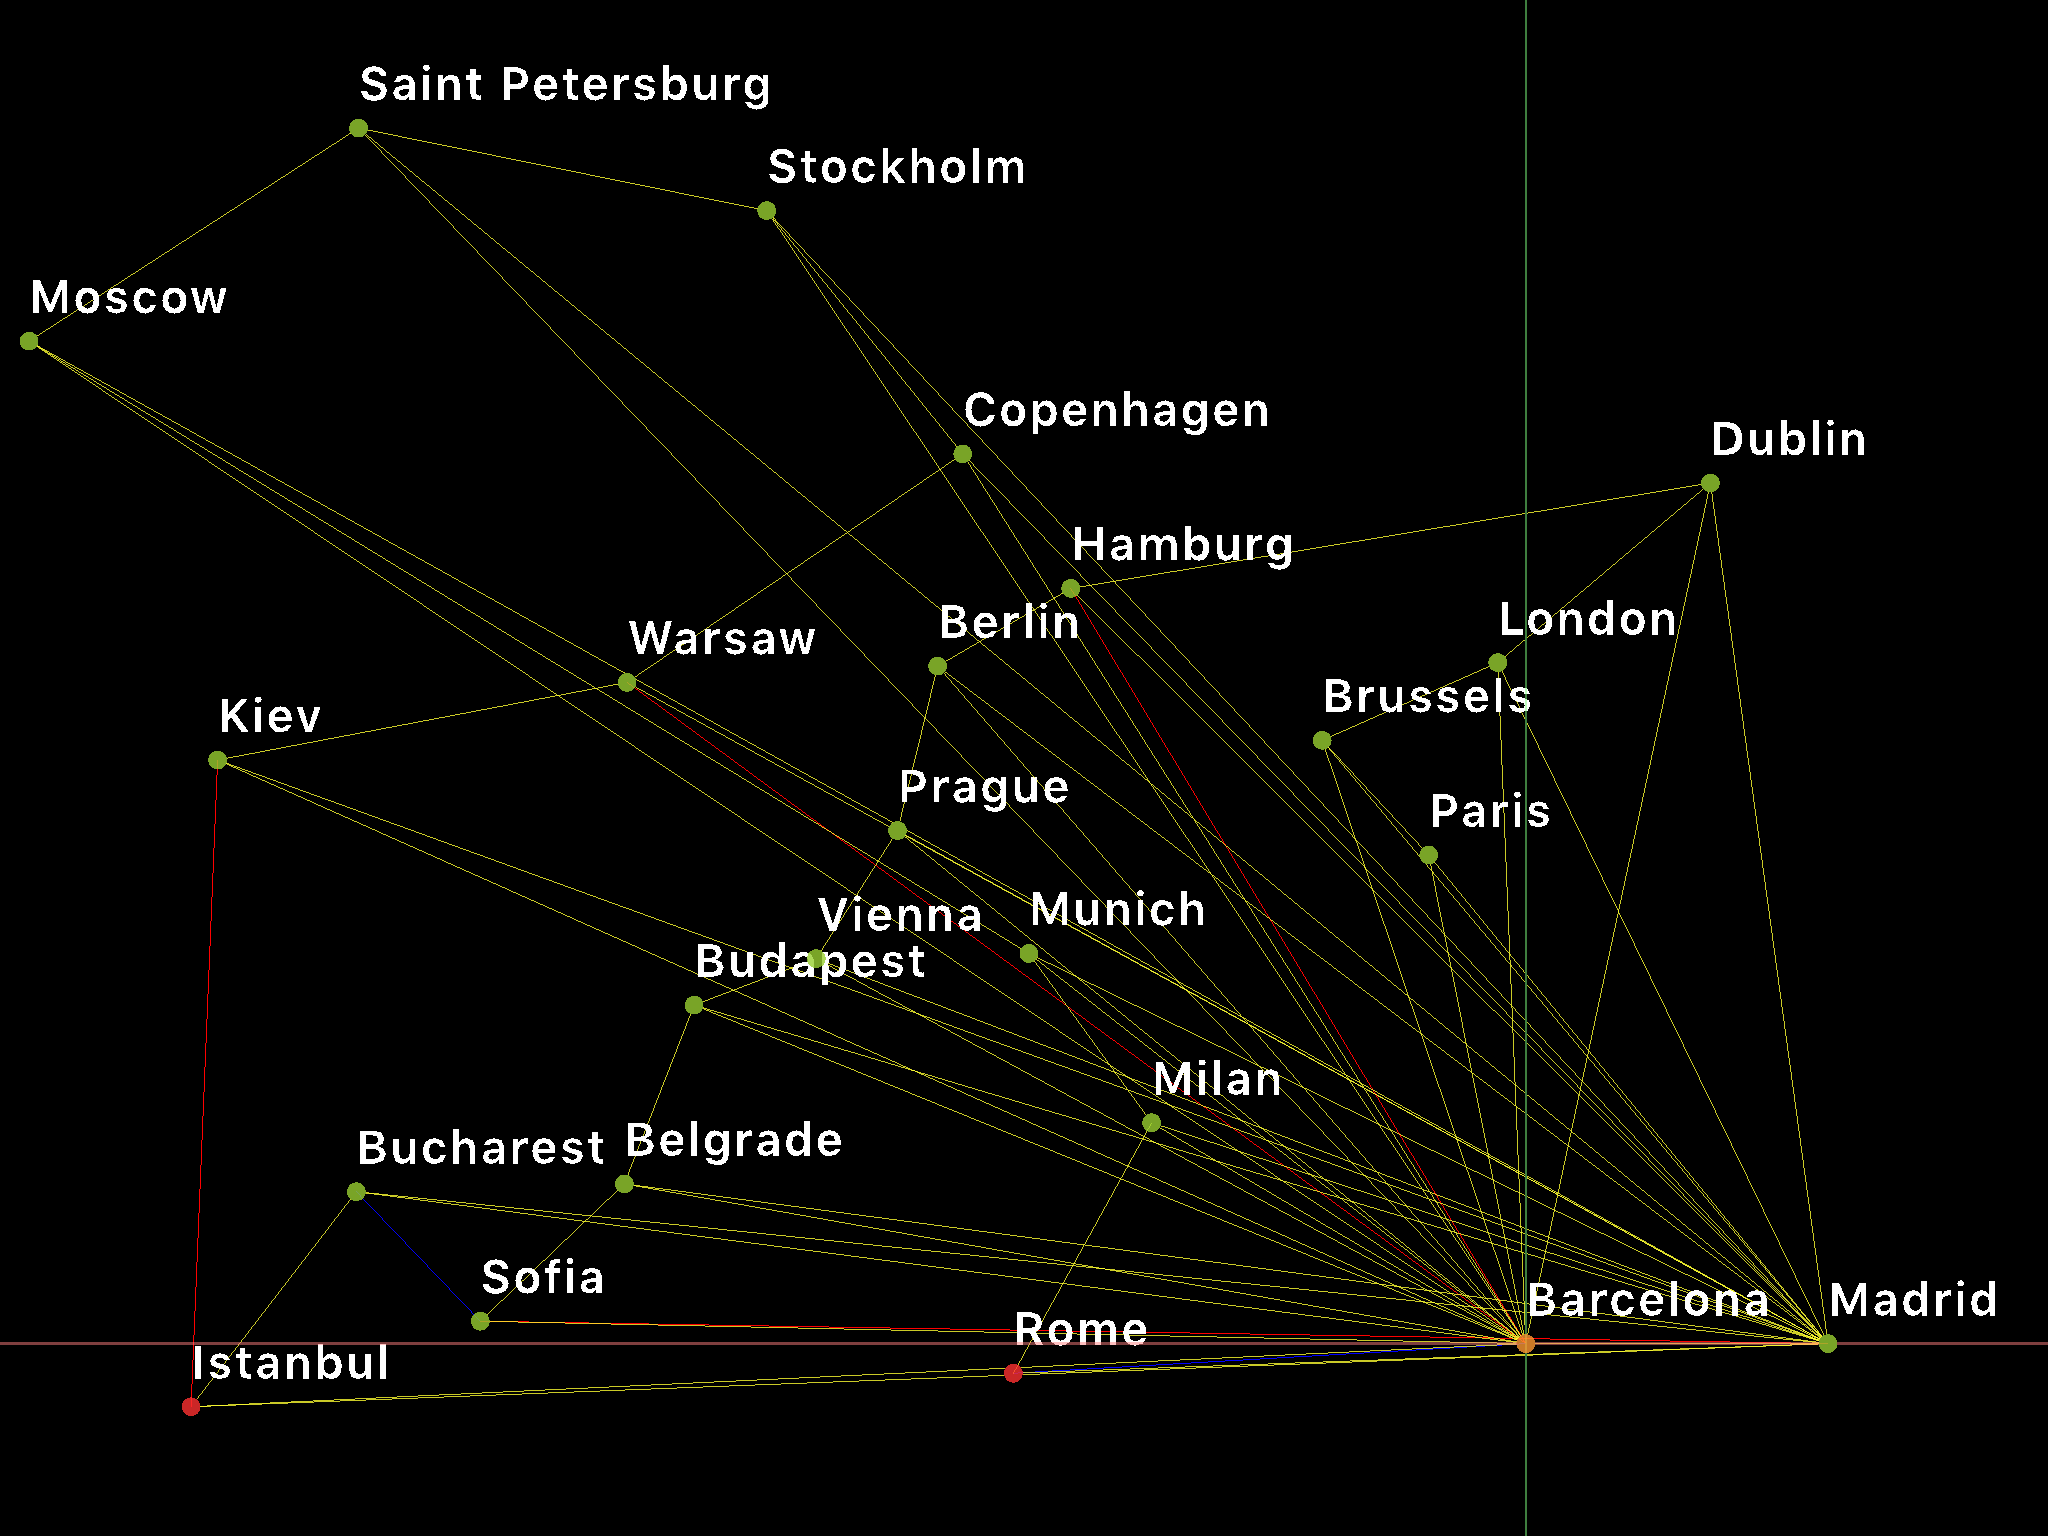 Saint Petersburg
Stockholm
Moscow
Copenhagen
Dublin
Hamburg
Berlin
London
Warsaw
Brussels
Kiev
Prague
Paris
Munich
Vienna
Budapest
Milan
Bucharest
Belgrade
Sofia
Barcelona
Madrid
Rome
Istanbul